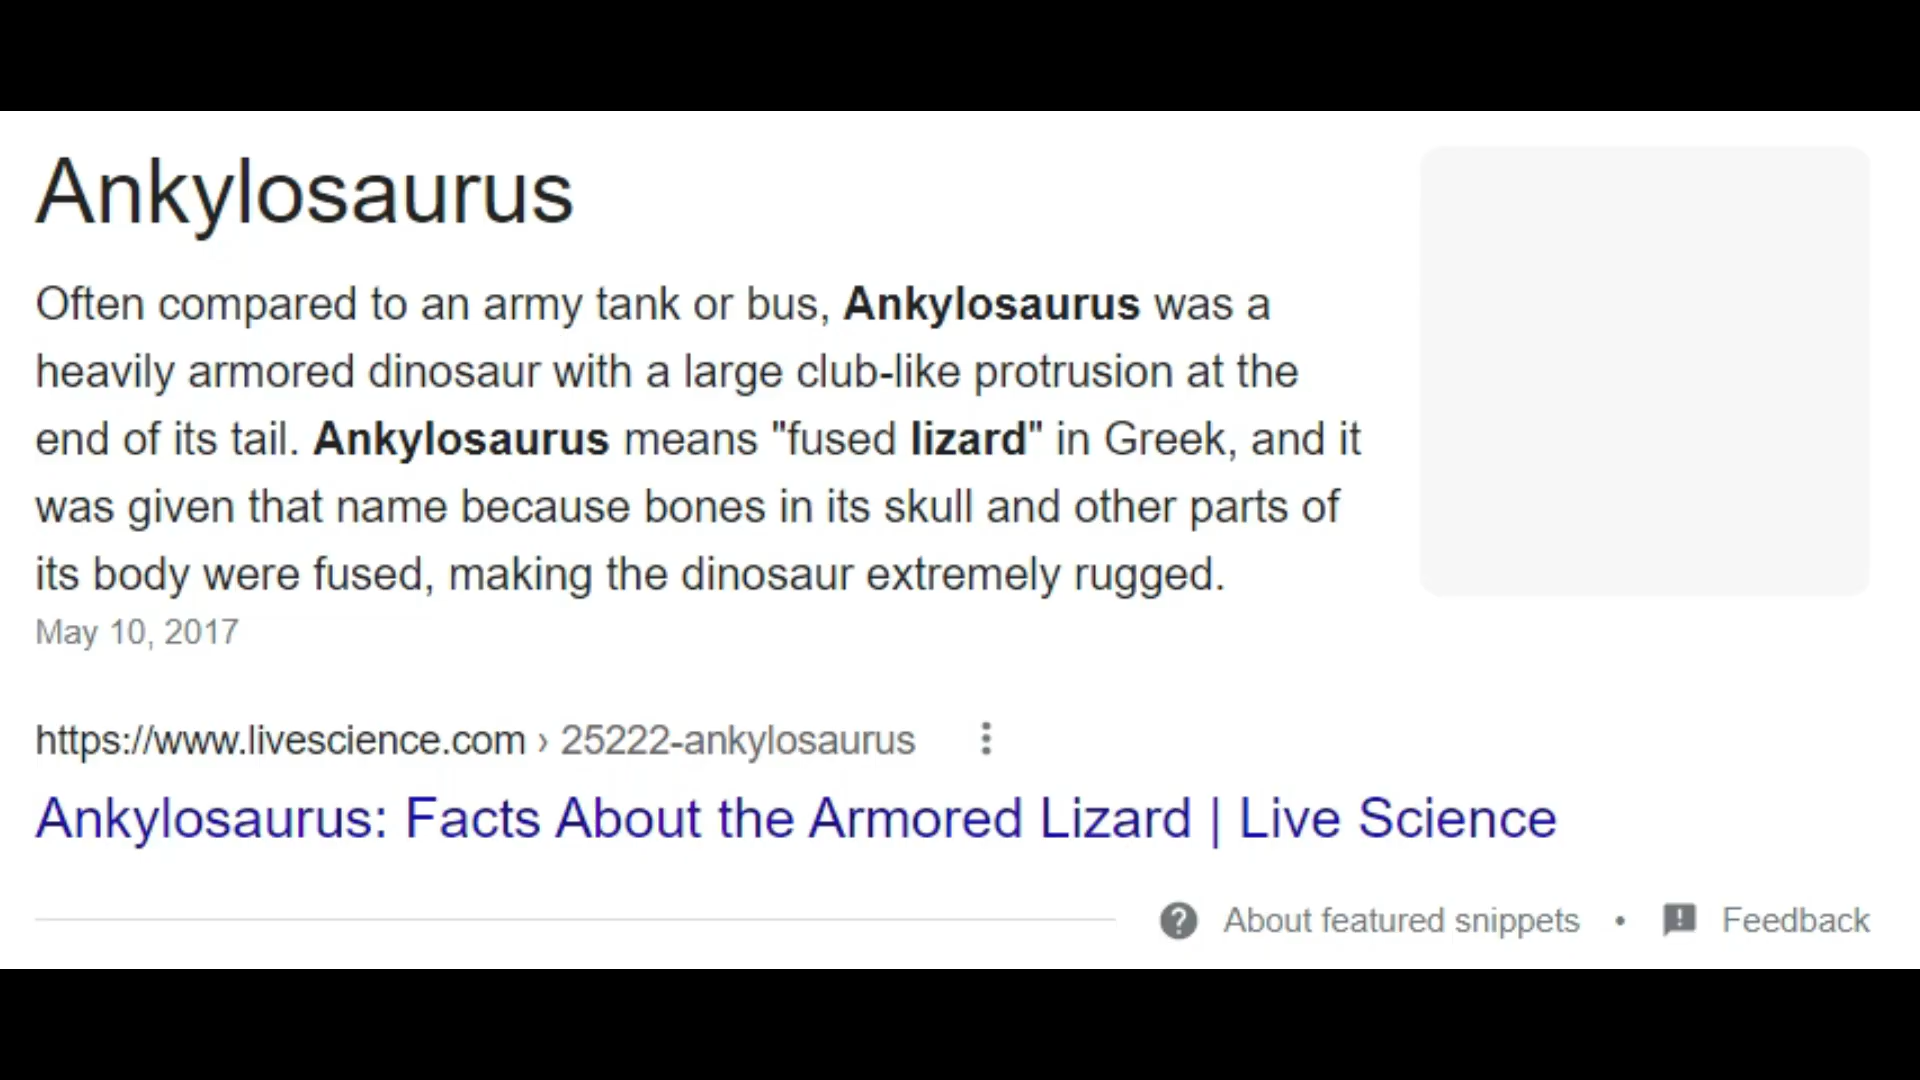 Ankylosaurus
Often compared to an army tank or bus, Ankylosaurus was a
heavily armored dinosaur with a large club-like protrusion at the
end of its tail. Ankylosaurus means "fused lizard" in Greek, and it
was given that name because bones in its skull and other parts of
its body were fused, making the dinosaur extremely rugged.
May 10, 2017
https://www.livescience.com › 25222-ankylosaurus
Ankylosaurus: Facts About the Armored Lizard | Live Science
About featured snippets • Feedback